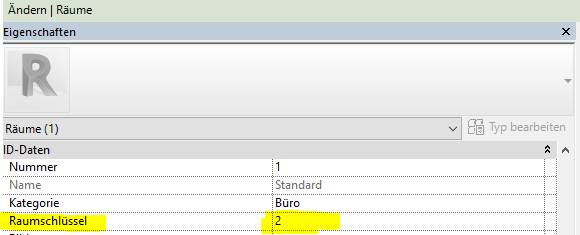 Ändern | Räume
Eigenschaften
R
Räume (1)
Typ bearbeiten
ID-Daten
Nummer 1
Name Standard
Kategorie Büro
Raumschlüssel 2